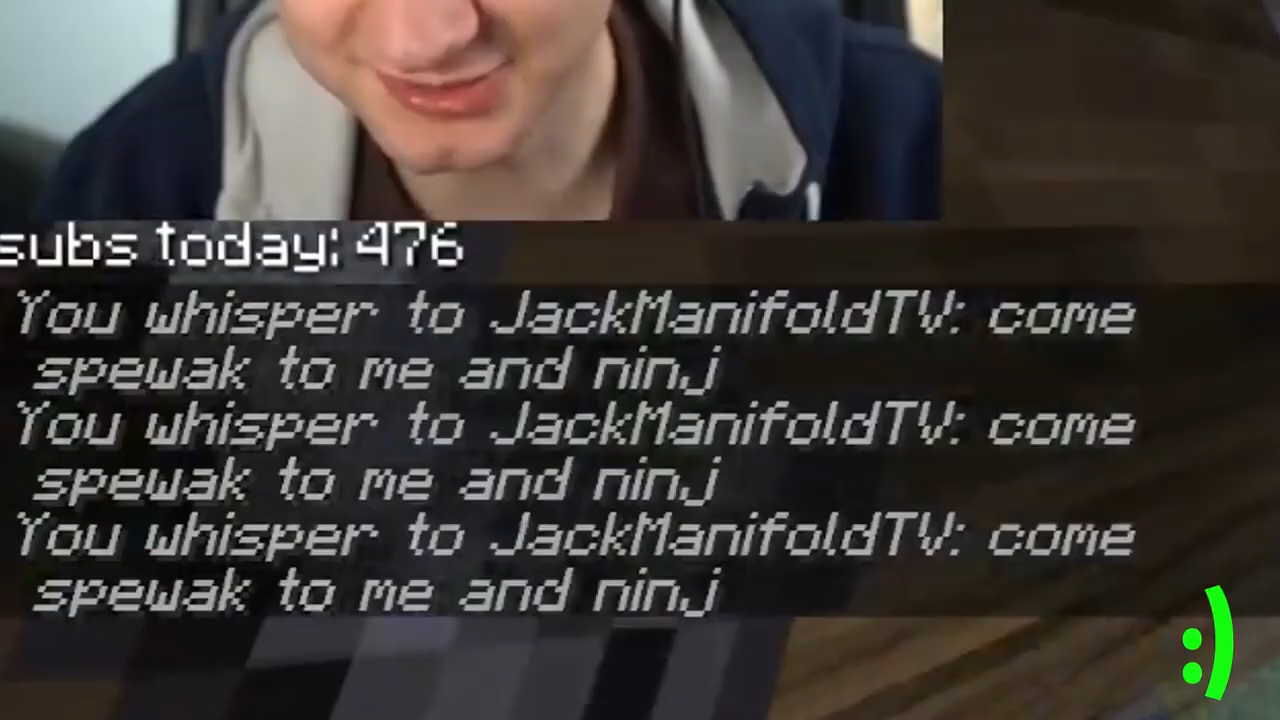 subs today: 476
You whisper to JackManifoldTV: come
spewak to me and ninj
You whisper to JackManifoldTV: come
spewak to me and ninj
You whisper to JackManifoldTV: come
spewak to me and ninj
:)